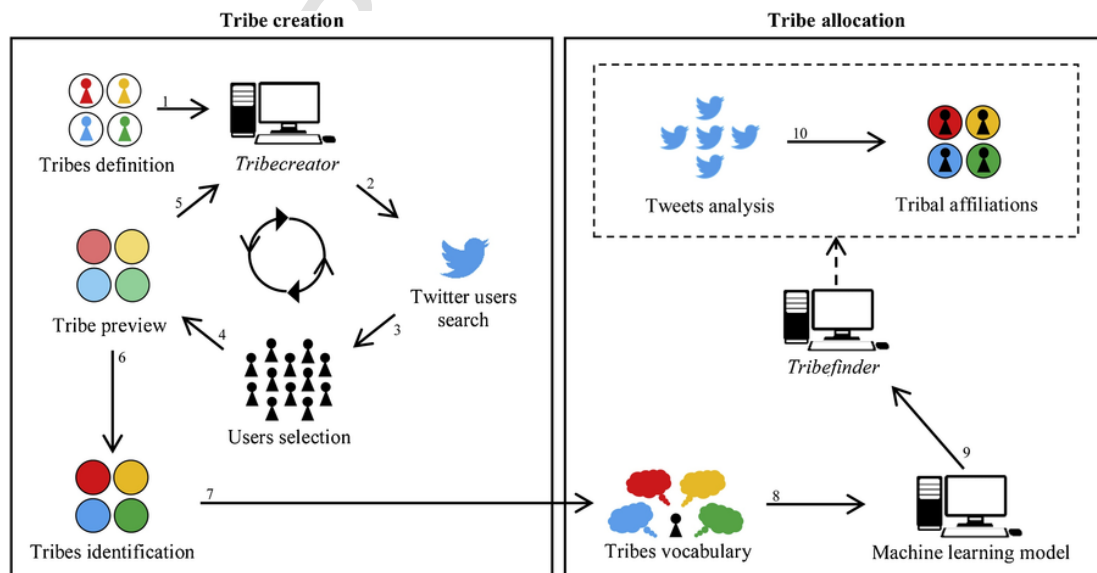 Tribe creation
Tribe allocation
1
Tribes definition
Tribecreator
2
5
Tribe preview
Twitter users
search
3
4
Users selection
6
Tribes identification
7
10
Tweets analysis
Tribal affiliations
Tribefinder
9
8
Tribes vocabulary
Machine learning model